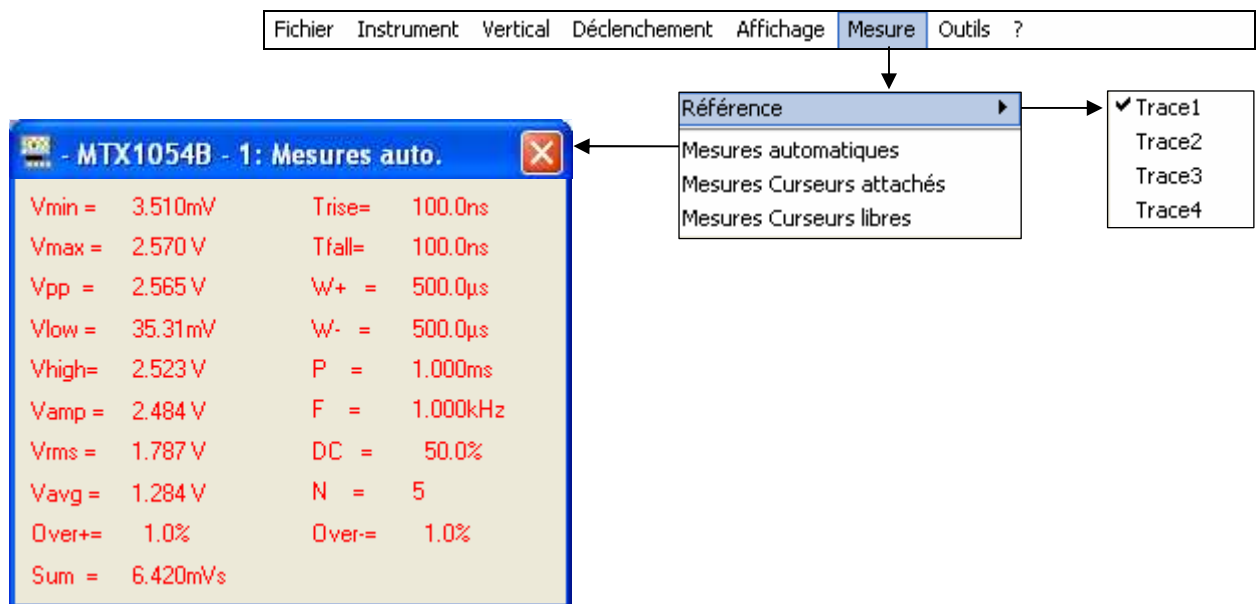 Fichier Instrument Vertical Déclenchement Affichage Mesure Outils ?
Référence
Mesures automatiques
Mesures Curseurs attachés
Mesures Curseurs libres
Trace1
Trace2
Trace3
Trace4
- MTX1054B - 1: Mesures auto.
Vmin = 3.510mV Trise= 100.0ns
Vmax = 2.570 V Tfall= 100.0ns
Vpp = 2.565 V W+ = 500.0µs
Vlow = 35.31mV W- = 500.0µs
Vhigh= 2.523 V P = 1.000ms
Vamp = 2.484 V F = 1.000kHz
Vrms = 1.787 V DC = 50.0%
Vavg = 1.284 V N = 5
Over+= 1.0% Over-= 1.0%
Sum = 6.420mVs